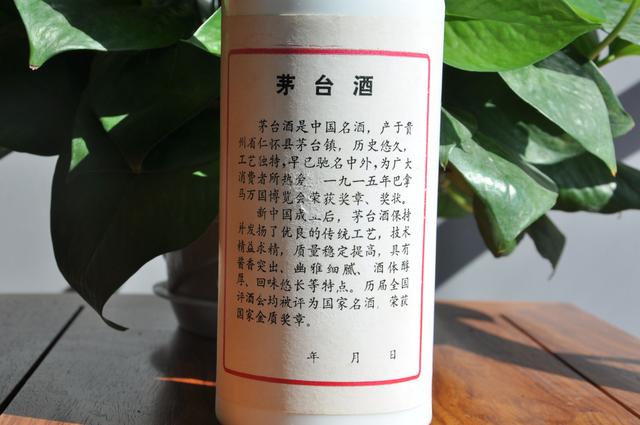 茅台酒
茅台酒是中国名酒，产于贵
州省仁怀县茅台镇，历史悠久，
工艺独特，早已驰名中外，为广大
消费者所热爱。一九一五年巴拿
马万国博览会荣获奖章、奖状。
新中国成立后，茅台酒保持
并发扬了优良的传统工艺，技术
精益求精，质量稳定提高，具有
酱香突出、幽雅细腻、酒体醇
厚、回味悠长等特点。历届全国
评酒会均被评为国家名酒，荣获
国家金质奖章。
年 月 日